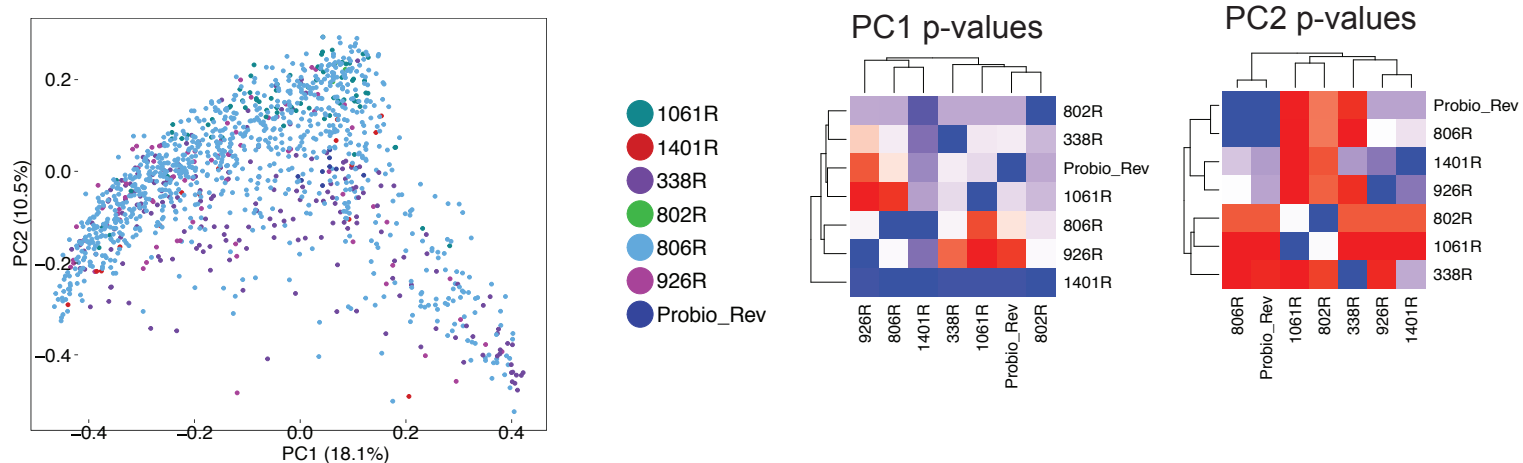 0.2
0.0
−0.2
−0.4
PC2 (10.5%)
−0.4
−0.2
0.0
0.2
0.4
PC1 (18.1%)
1061R
1401R
338R
802R
806R
926R
Probio_Rev
PC1 p-values
802R
338R
Probio_Rev
1061R
806R
926R
1401R
926R
806R
1401R
338R
1061R
Probio_Rev
802R
PC2 p-values
Probio_Rev
806R
1401R
926R
802R
1061R
338R
806R
Probio_Rev
1061R
802R
338R
926R
1401R